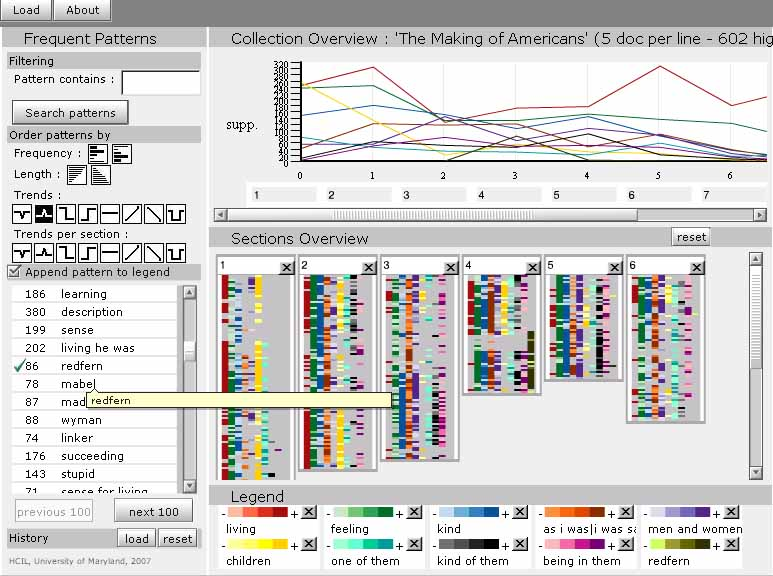 Load About
Frequent Patterns
Filtering
Pattern contains :
Search patterns
Order patterns by
Frequency :
Length :
Trends :
Trends per section :
Append pattern to legend
186 learning
380 description
199 sense
202 living he was
86 redfern
78 mabel
87 mad
redfern
88 wyman
74 linker
176 succeeding
143 stupid
71 sense for living
previous 100 next 100
History load reset
HCIL, University of Maryland, 2007
Collection Overview : 'The Making of Americans' (5 doc per line - 602 hig
320
300
280
260
240
220
200
180
160
140
120
100
80
60
40
20
0
supp.
0 1 2 3 4 5 6
1 2 3 4 5 6 7
Sections Overview reset
1 2 3 4 5 6
Legend
- + - + - + - + - +
living feeling kind as i was|i was sa men and women
- + - + - + - + - +
children one of them kind of them being in them redfern